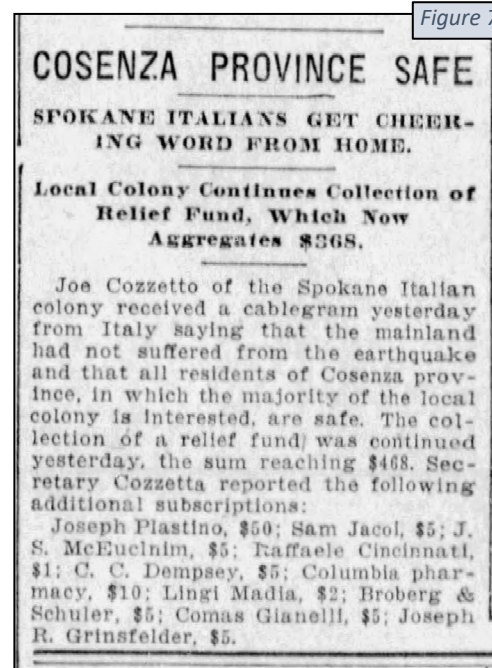 Figure 7
COSENZA PROVINCE SAFE
SPOKANE ITALIANS GET CHEER-
ING WORD FROM HOME.
Local Colony Continues Collection of
Relief Fund, Which Now
Aggregates $368.
Joe Cozzetto of the Spokane Italian
colony received a cablegram yesterday
from Italy saying that the mainland
had not suffered from the earthquake
and that all residents of Cosenza prov-
ince, in which the majority of the local
colony is interested, are safe. The col-
lection of a relief fund was continued
yesterday, the sum reaching $468. Sec-
retary Cozzetta reported the following
additional subscriptions:
Joseph Plastino, $50; Sam Jacoi, $5; J.
S. McEuclnim, $5; Raffaele Cincinnati,
$1; C. C. Dempsey, $5; Columbia phar-
macy, $10; Lingi Madia, $2; Broberg &
Schuler, $5; Comas Gianelli, $5; Joseph
R. Grinsfelder, $5.